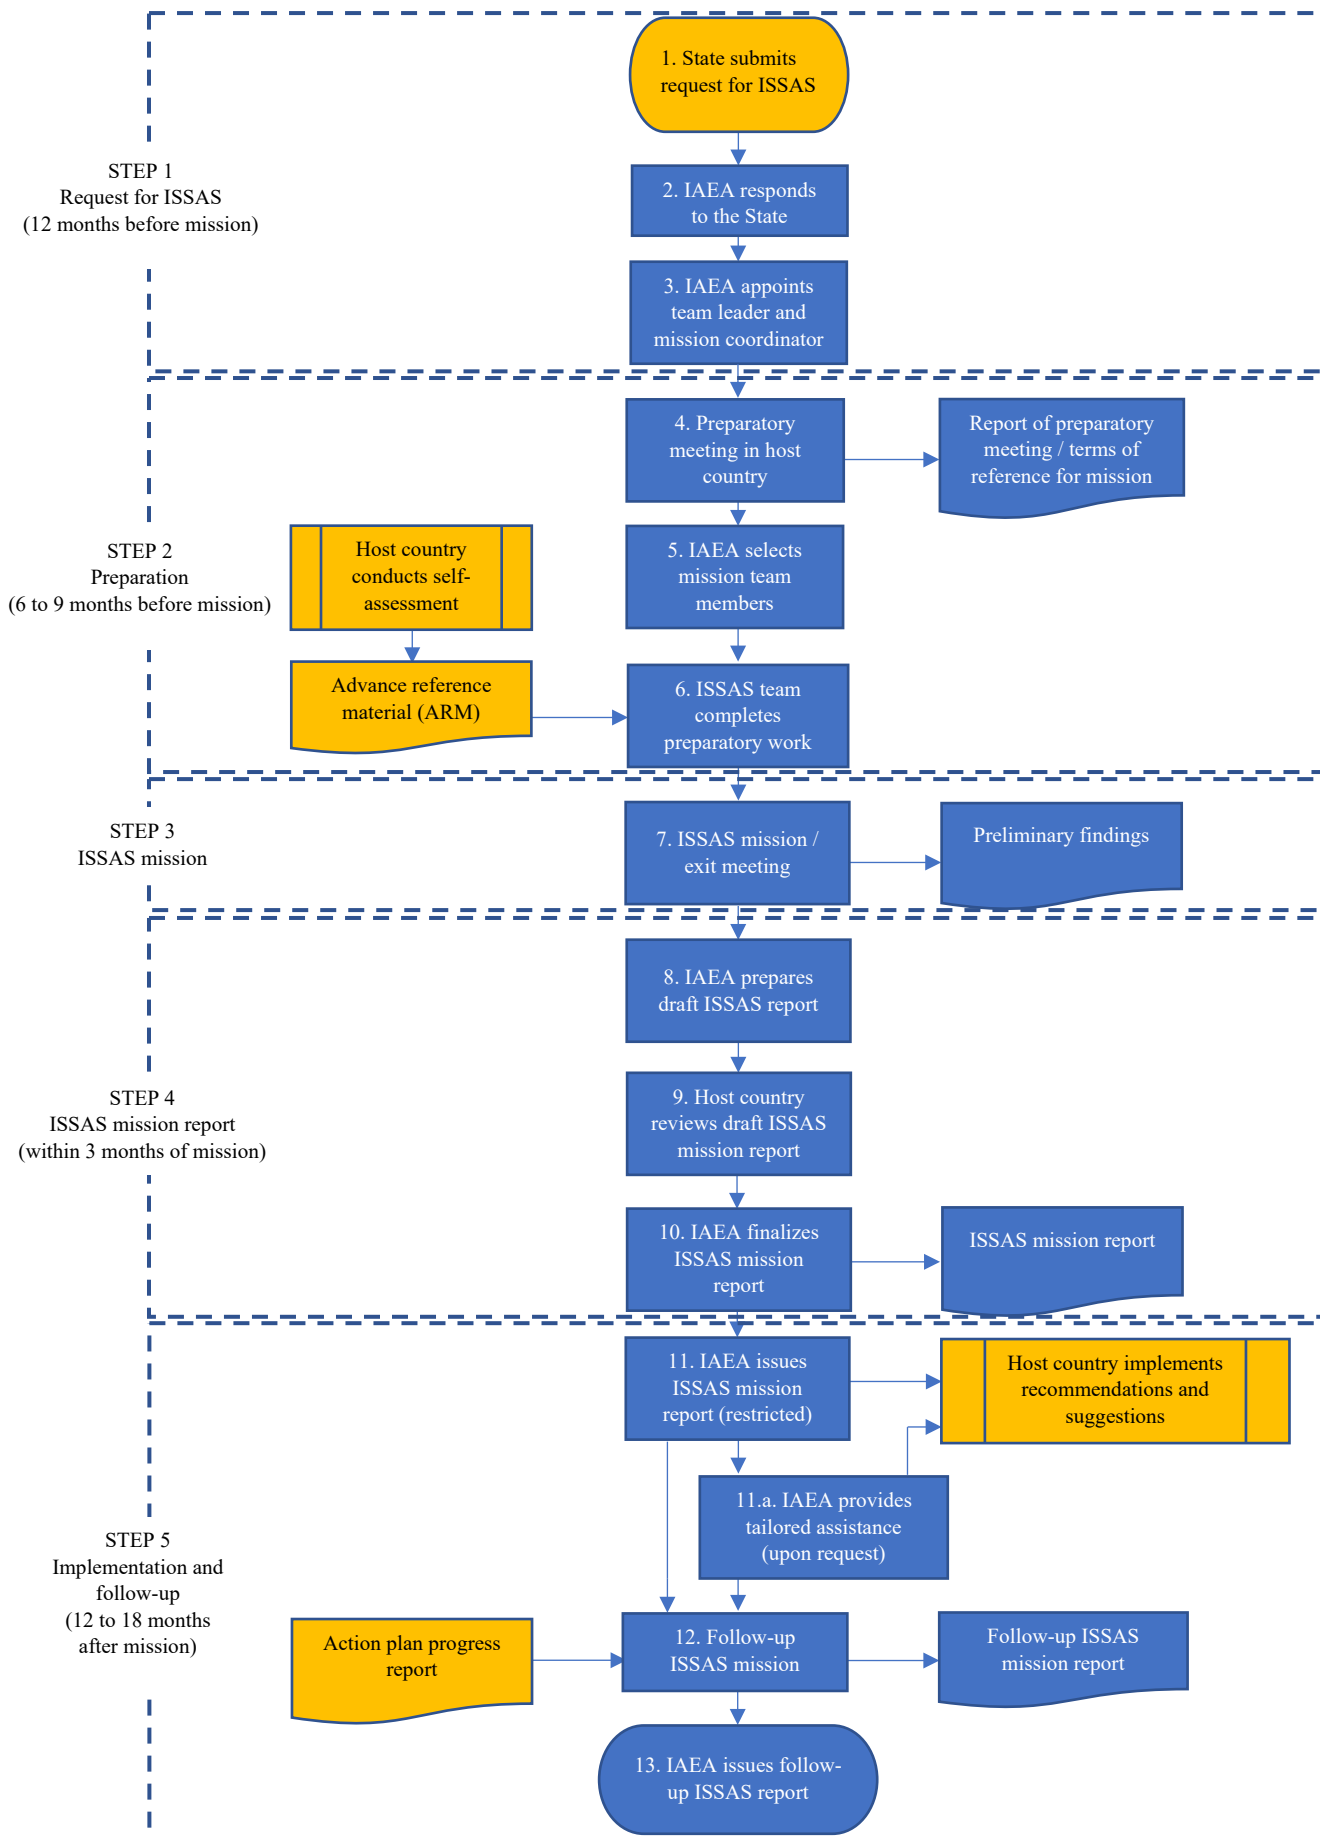 1. State submits
request for ISSAS
STEP 1
Request for ISSAS
(12 months before mission)
2. IAEA responds
to the State
3. IAEA appoints
team leader and
mission coordinator
4. Preparatory
meeting in host
country
Report of preparatory
meeting / terms of
reference for mission
STEP 2
Preparation
(6 to 9 months before mission)
Host country
conducts self-
assessment
5. IAEA selects
mission team
members
Advance reference
material (ARM)
6. ISSAS team
completes
preparatory work
STEP 3
ISSAS mission
7. ISSAS mission /
exit meeting
Preliminary findings
8. IAEA prepares
draft ISSAS report
STEP 4
ISSAS mission report
(within 3 months of mission)
9. Host country
reviews draft ISSAS
mission report
10. IAEA finalizes
ISSAS mission
report
ISSAS mission report
11. IAEA issues
ISSAS mission
report (restricted)
Host country implements
recommendations and
suggestions
11.a. IAEA provides
tailored assistance
(upon request)
STEP 5
Implementation and
follow-up
(12 to 18 months
after mission)
Action plan progress
report
12. Follow-up
ISSAS mission
Follow-up ISSAS
mission report
13. IAEA issues follow-
up ISSAS report